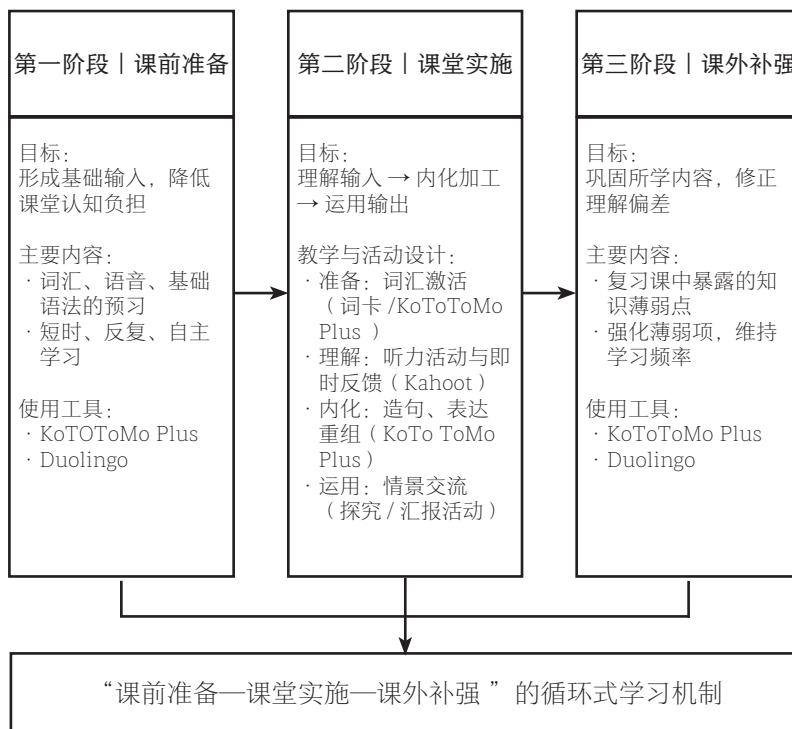 第一阶段｜课前准备
目标：
形成基础输入，降低
课堂认知负担
主要内容：
· 词汇、语音、基础
语法的预习
· 短时、反复、自主
学习
使用工具：
· KoTOToMo Plus
· Duolingo
第二阶段｜课堂实施
目标：
理解输入 → 内化加工
→ 运用输出
教学与活动设计：
· 准备：词汇激活
（词卡 /KoToToMo
Plus ）
· 理解：听力活动与即
时反馈（Kahoot）
· 内化：造句、表达
重组（KoTo ToMo
Plus）
· 运用：情景交流
（探究 / 汇报活动）
第三阶段｜课外补强
目标：
巩固所学内容，修正
理解偏差
主要内容：
· 复习课中暴露的知
识薄弱点
· 强化薄弱项，维持
学习频率
使用工具：
· KoToToMo Plus
· Duolingo
“课前准备—课堂实施—课外补强 ”的循环式学习机制